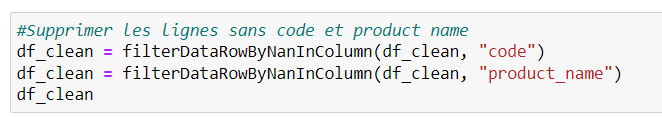 #Supprimer les lignes sans code et product name
df_clean = filterDataRowByNanInColumn(df_clean, "code")
df_clean = filterDataRowByNanInColumn(df_clean, "product_name")
df_clean